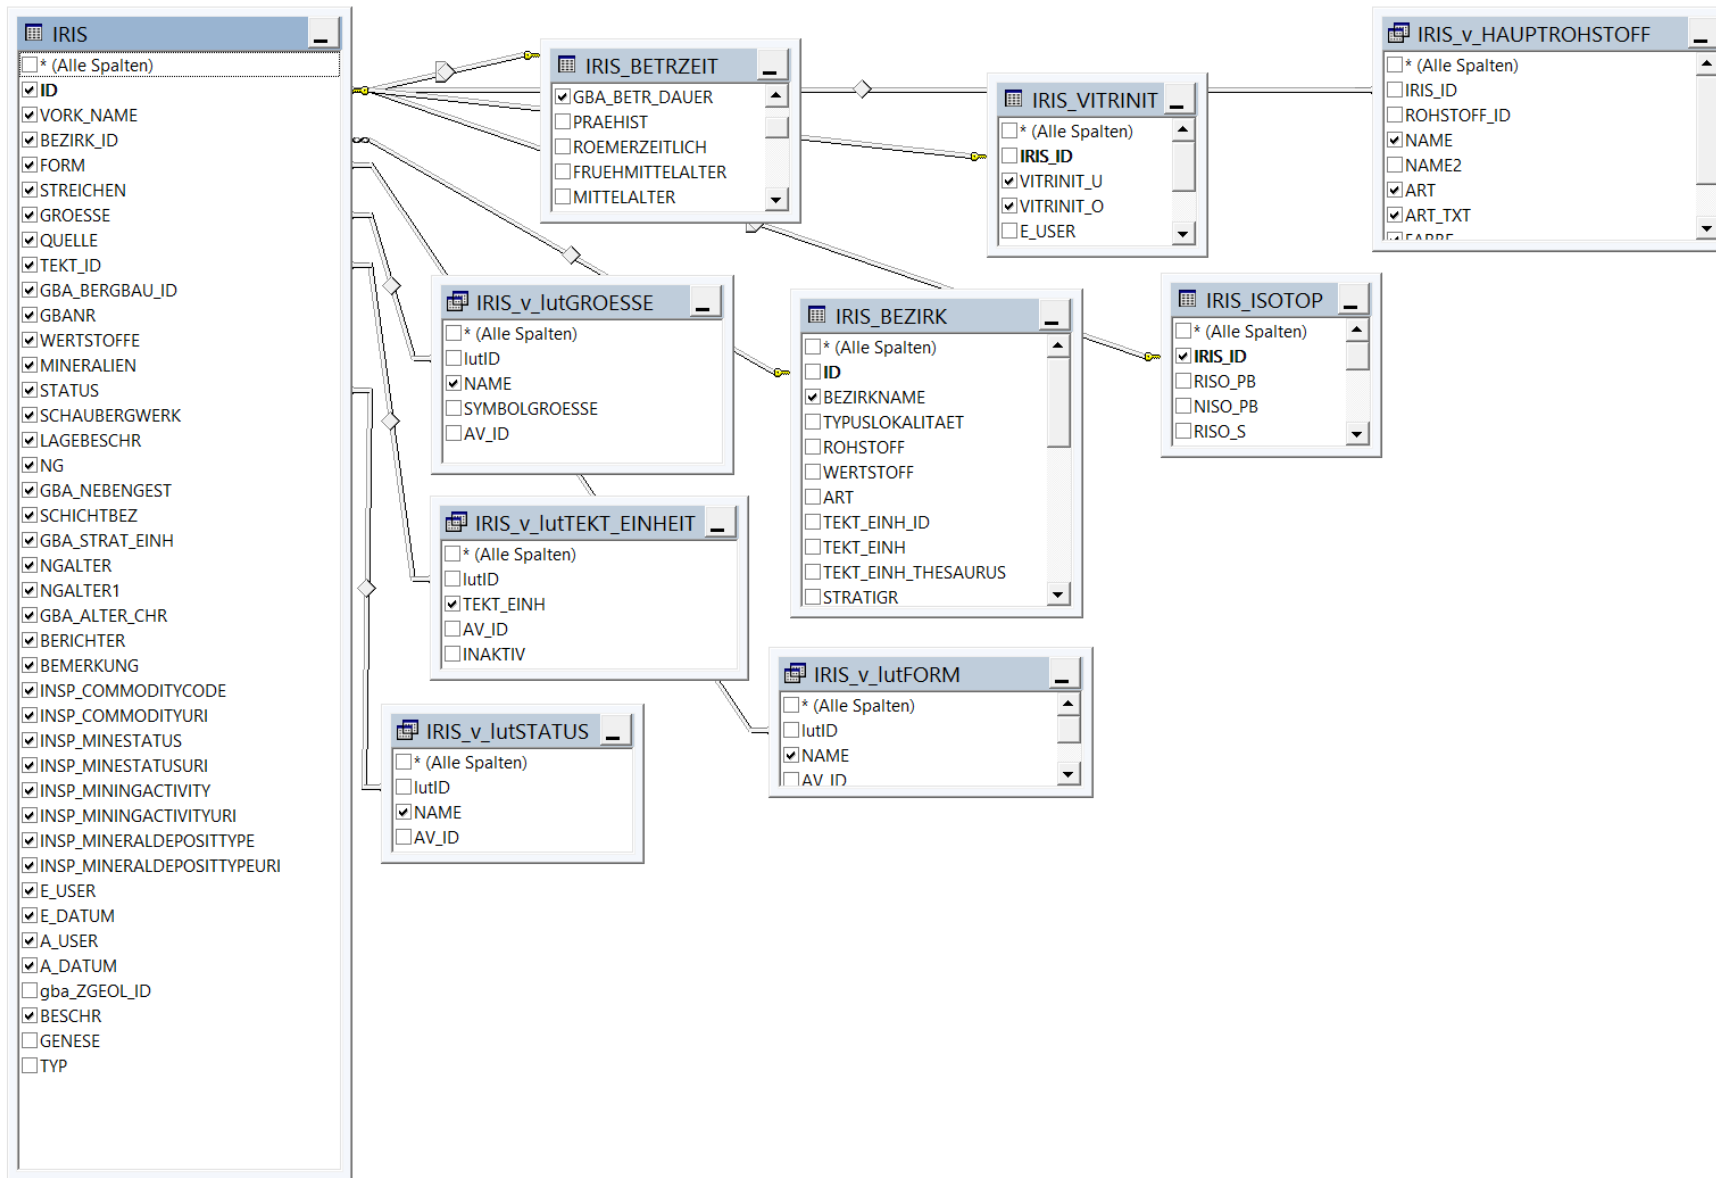 IRIS
* (Alle Spalten)
ID
VORK_NAME
BEZIRK_ID
FORM
STREICHEN
GROESSE
QUELLE
TEKT_ID
GBA_BERGBAU_ID
GBANR
WERTSTOFFE
MINERALIEN
STATUS
SCHAUBERGWERK
LAGEBESCHR
NG
GBA_NEBENGEST
SCHICHTBEZ
GBA_STRAT_EINH
NGALTER
NGALTER1
GBA_ALTER_CHR
BERICHTER
BEMERKUNG
INSP_COMMODITYCODE
INSP_COMMODITYURI
INSP_MINESTATUS
INSP_MINESTATUSURI
INSP_MININGACTIVITY
INSP_MININGACTIVITYURI
INSP_MINERALDEPOSITTYPE
INSP_MINERALDEPOSITTYPEURI
E_USER
E_DATUM
A_USER
A_DATUM
gba_ZGEOL_ID
BESCHR
GENESE
TYP
IRIS_BETRZEIT
GBA_BETR_DAUER
PRAEHIST
ROEMERZEITLICH
FRUEHMITTELALTER
MITTELALTER
IRIS_VITRINIT
* (Alle Spalten)
IRIS_ID
VITRINIT_U
VITRINIT_O
E_USER
IRIS_v_HAUPTROHSTOFF
* (Alle Spalten)
IRIS_ID
ROHSTOFF_ID
NAME
NAME2
ART
ART_TXT
FARBE
IRIS_v_lutGROESSE
* (Alle Spalten)
lutID
NAME
SYMBOLGROESSE
AV_ID
IRIS_BEZIRK
* (Alle Spalten)
ID
BEZIRKNAME
TYPUSLOKALITAET
ROHSTOFF
WERTSTOFF
ART
TEKT_EINH_ID
TEKT_EINH
TEKT_EINH_THESAURUS
STRATIGR
IRIS_ISOTOP
* (Alle Spalten)
IRIS_ID
RISO_PB
NISO_PB
RISO_S
IRIS_v_lutTEKT_EINHEIT
* (Alle Spalten)
lutID
TEKT_EINH
AV_ID
INAKTIV
IRIS_v_lutFORM
* (Alle Spalten)
lutID
NAME
AV_ID
IRIS_v_lutSTATUS
* (Alle Spalten)
lutID
NAME
AV_ID